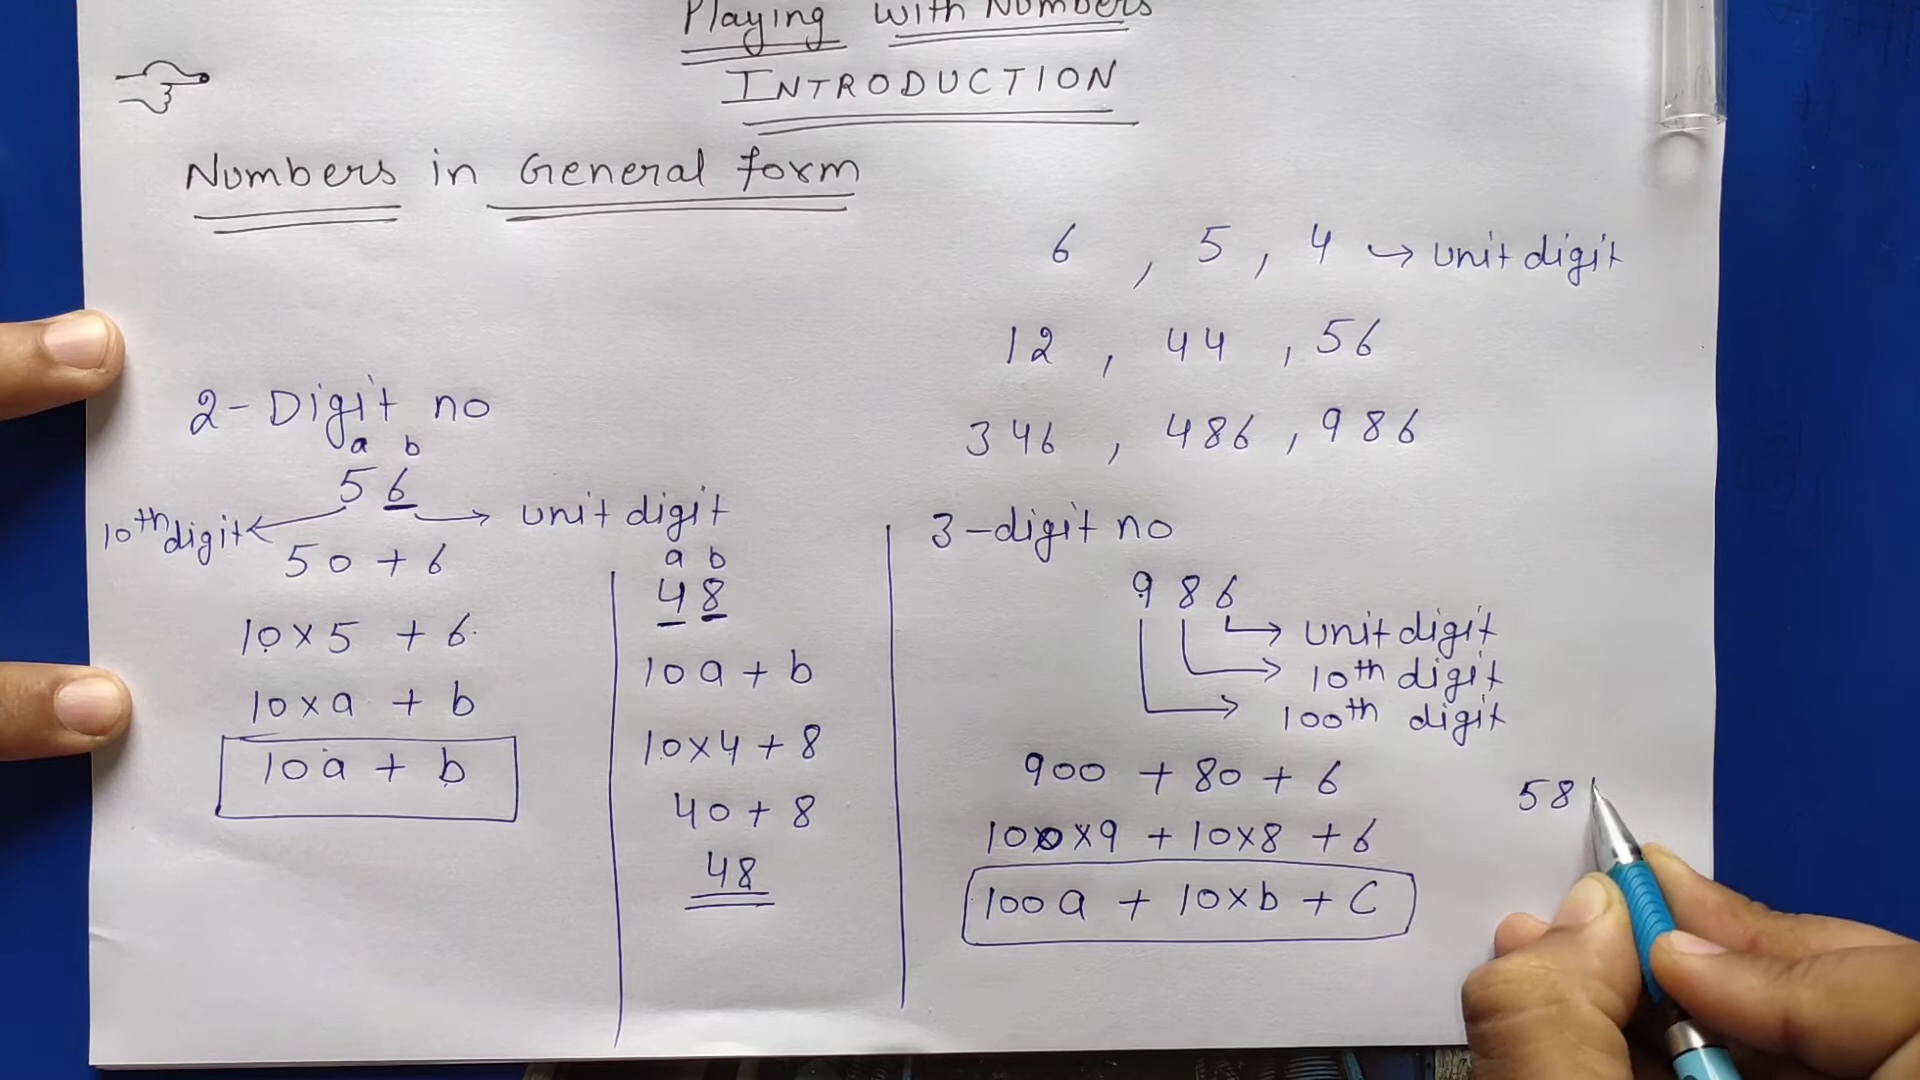 Playing with Numbers
INTRODUCTION
Numbers in General form
6 , 5 , 4 → unit digit
12 , 44 , 56
346 , 486 , 986
2-Digit no
a b
56
10th digit ← → unit digit
50 + 6
10×5 + 6
10×a + b
10a + b
a b
48
10a + b
10×4 + 8
40 + 8
48
3-digit no
986
→ unit digit
→ 10th digit
→ 100th digit
900 + 80 + 6
100×9 + 10×8 + 6
100a + 10×b + C
58